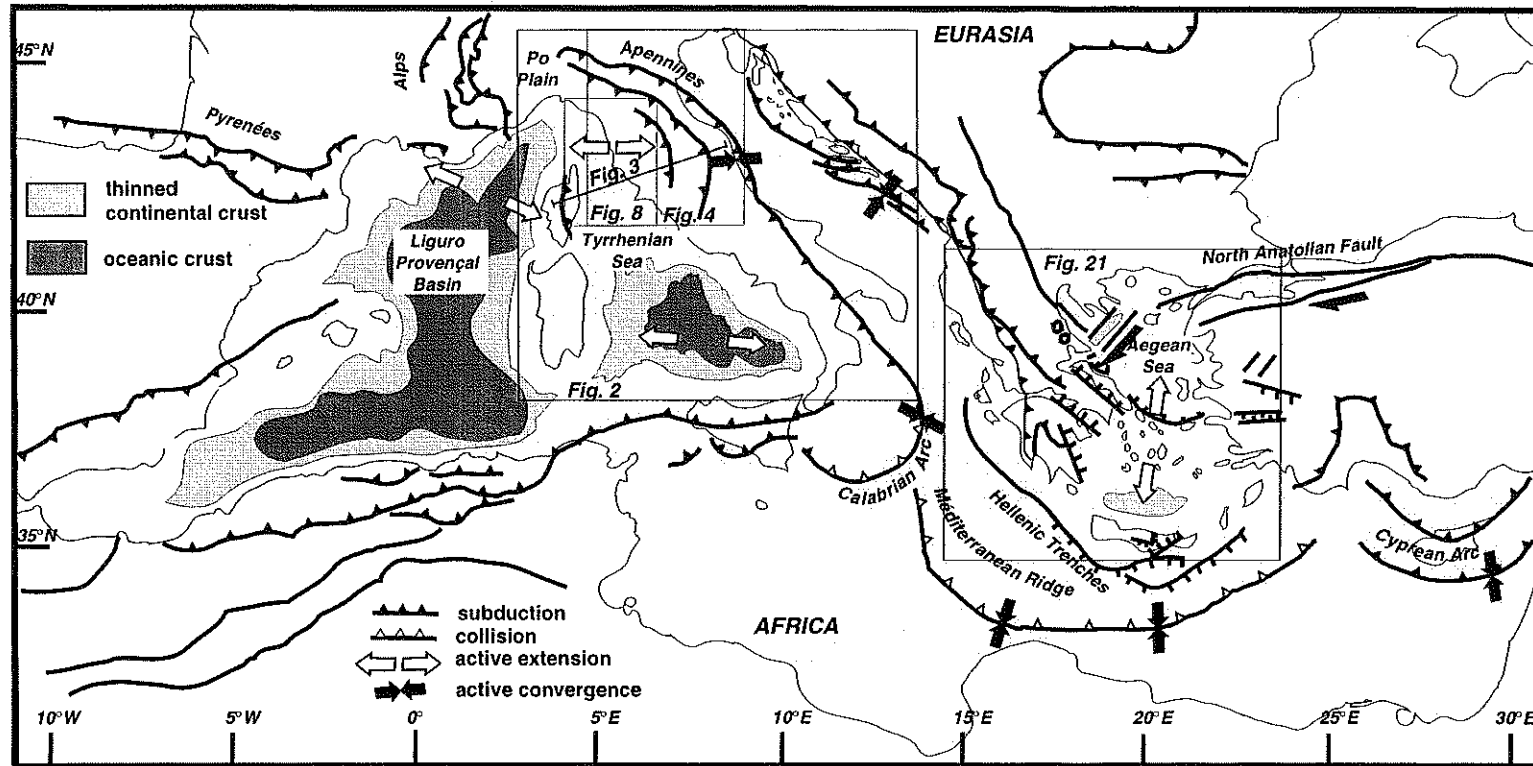 45°N
EURASIA
Alps
Po
Plain
Apennines
Pyrenées
thinned
continental crust
oceanic crust
Fig. 3
Fig. 8
Fig. 4
Liguro
Provençal
Basin
Tyrrhenian
Sea
Fig. 21
North Anatolian Fault
40°N
Aegean
Sea
Fig. 2
Calabrian Arc
Méditerranean Ridge
Hellenic Trenches
Cyprean Arc
35°N
AFRICA
subduction
collision
active extension
active convergence
10°W
5°W
0°
5°E
10°E
15°E
20°E
25°E
30°E